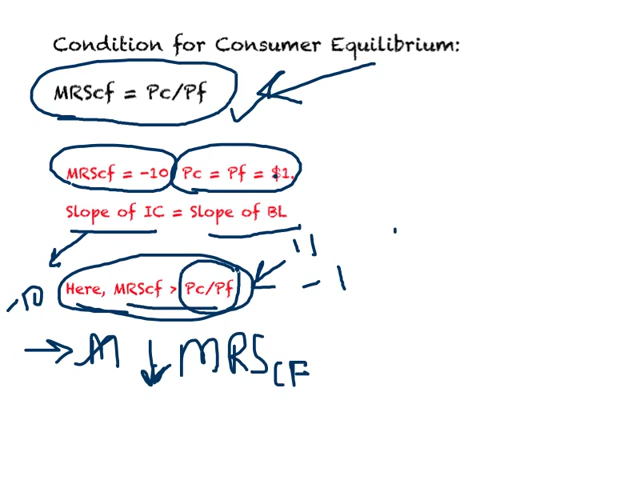 Condition for Consumer Equilibrium:
MRScf = Pc/Pf
MRScf = -10 Pc = Pf = $1.
Slope of IC = Slope of BL
Here, MRScf > Pc/Pf
-10
- 1
M ↓ MRSCF